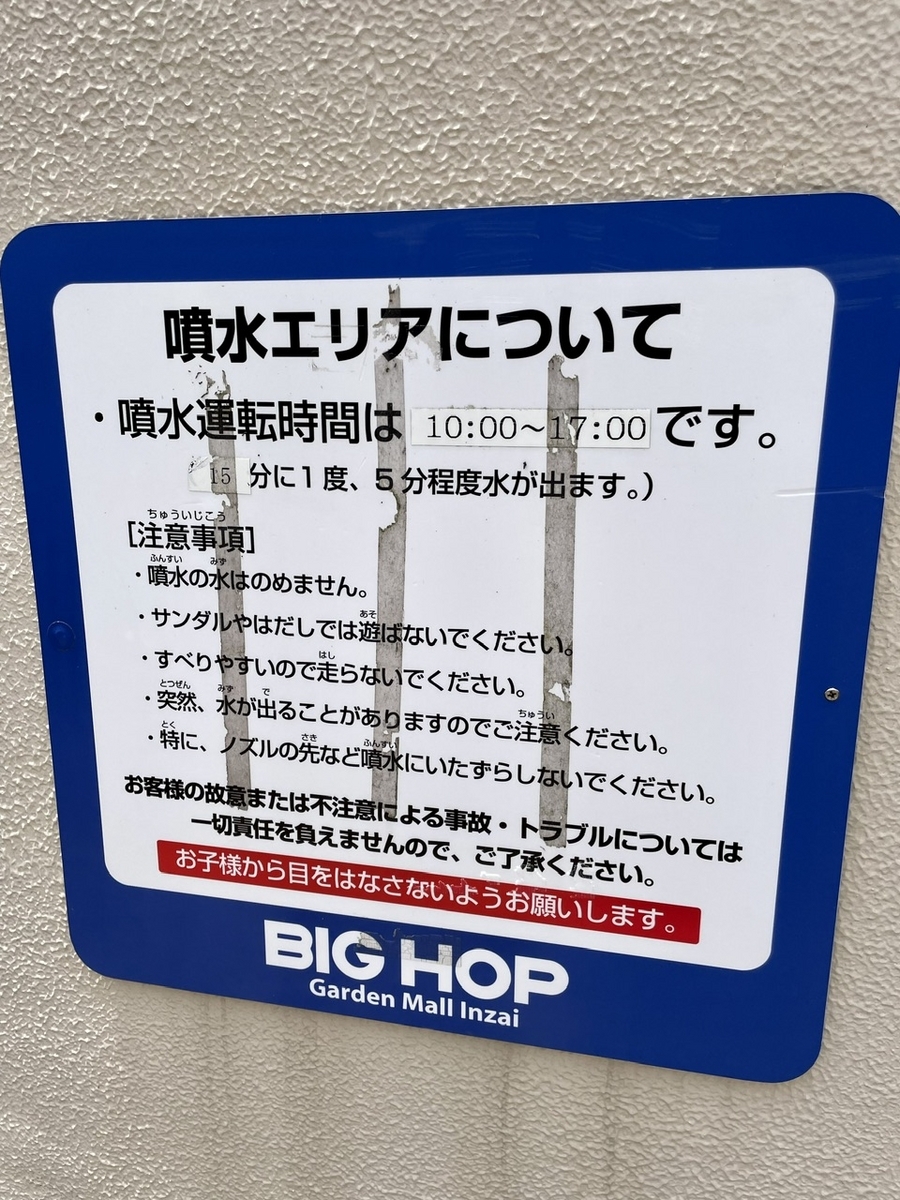 噴水エリアについて
・噴水運転時間は 10:00～17:00 です。
15 分に1度、5分程度水が出ます。）
ちゅういじこう
［注意事項］
ふんすい みず
・噴水の水はのめません。
あそ
・サンダルやはだしでは遊ばないでください。
はし
・すべりやすいので走らないでください。
とつぜん みず で ちゅうい
・突然、水が出ることがありますのでご注意ください。
とく さき ふんすい
・特に、ノズルの先など噴水にいたずらしないでください。
お客様の故意または不注意による事故・トラブルについては
一切責任を負えませんので、ご了承ください。
お子様から目をはなさないようお願いします。
BIG HOP
Garden Mall Inzai